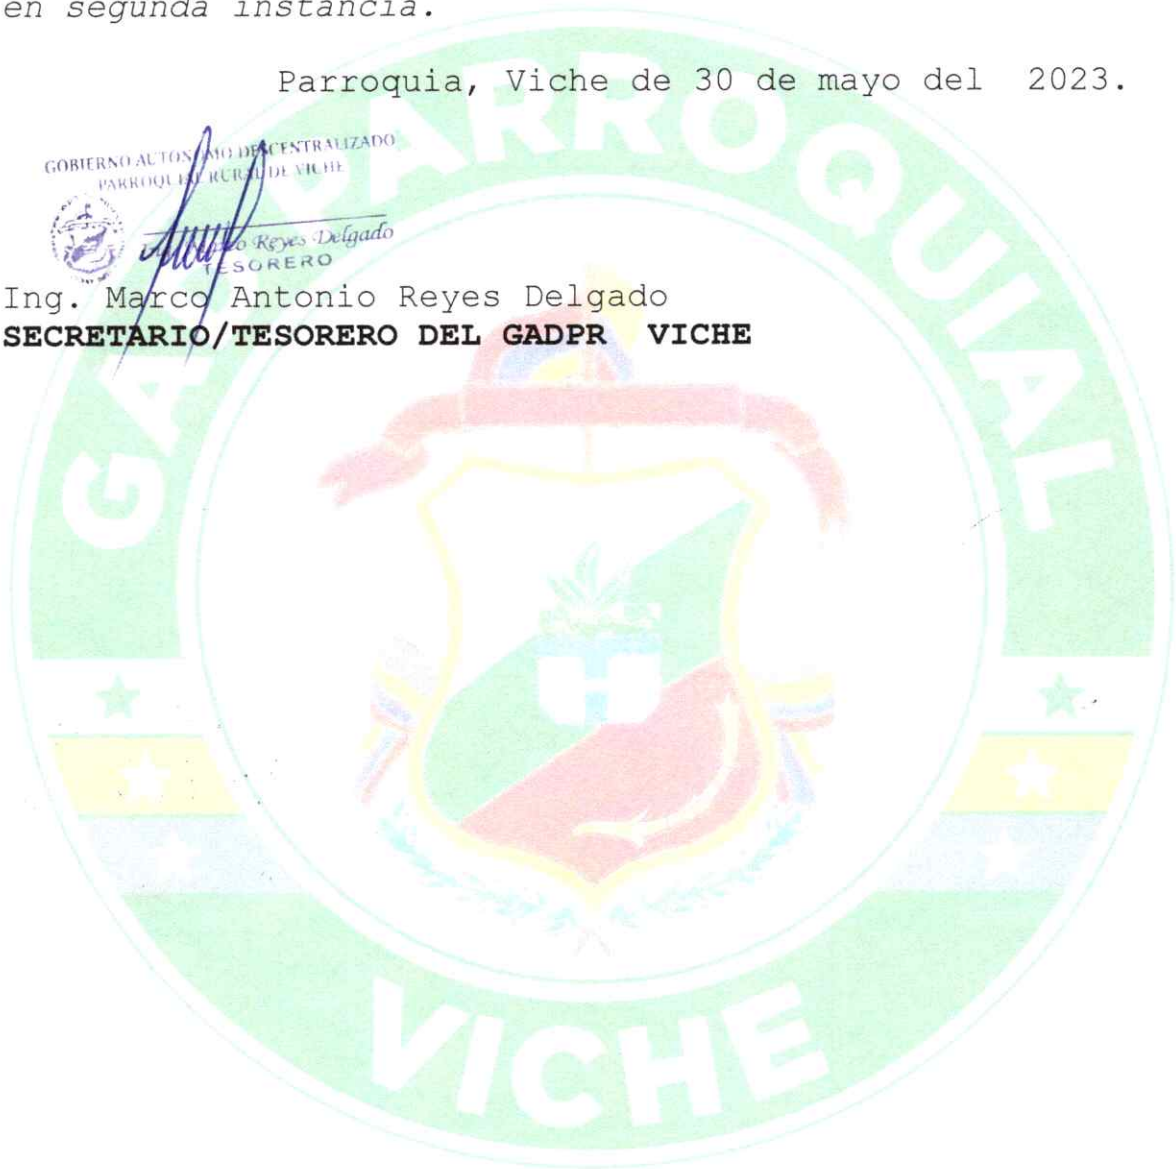 en segunda instancia.
Parroquia, Viche de 30 de mayo del 2023.
GOBIERNO AUTONOMO DESCENTRALIZADO
PARROQUIAL RURAL DE VICHE
Reyes Delgado
TESORERO
Ing. Marco Antonio Reyes Delgado
SECRETARIO/TESORERO DEL GADPR VICHE
GAD PARROQUIAL
VICHE